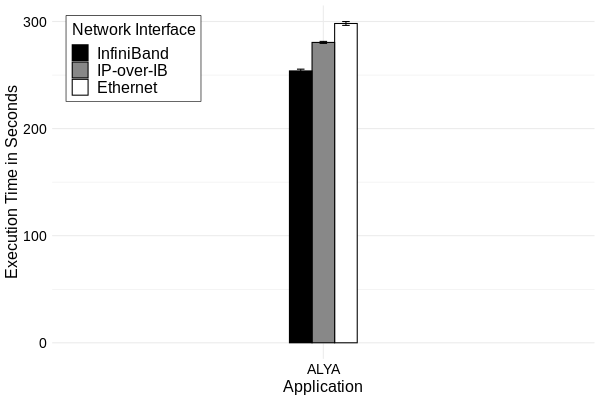 Execution Time in Seconds
300
200
100
0
Network Interface
InfiniBand
IP-over-IB
Ethernet
ALYA
Application